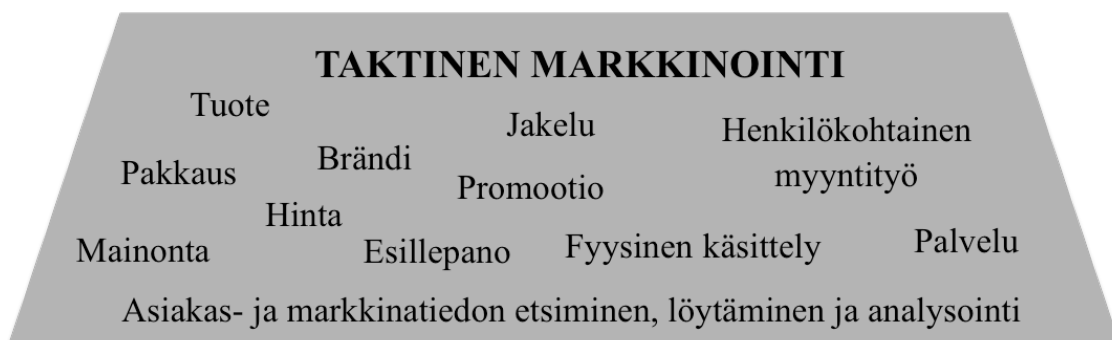 TAKTINEN MARKKINOINTI
Tuote
Jakelu
Henkilökohtainen
myyntityö
Brändi
Pakkaus
Promootio
Hinta
Mainonta
Esillepano
Fyysinen käsittely
Palvelu
Asiakas- ja markkinatiedon etsiminen, löytäminen ja analysointi